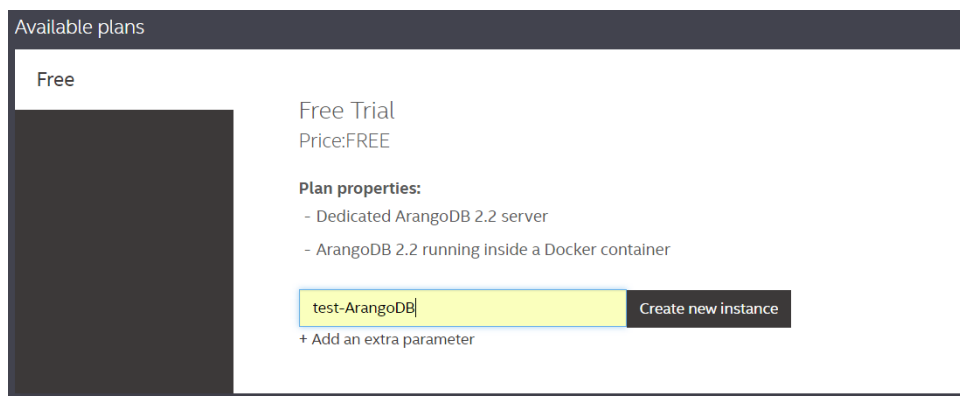 Available plans
Free
Free Trial
Price:FREE
Plan properties:
- Dedicated ArangoDB 2.2 server
- ArangoDB 2.2 running inside a Docker container
test-ArangoDB
Create new instance
+ Add an extra parameter